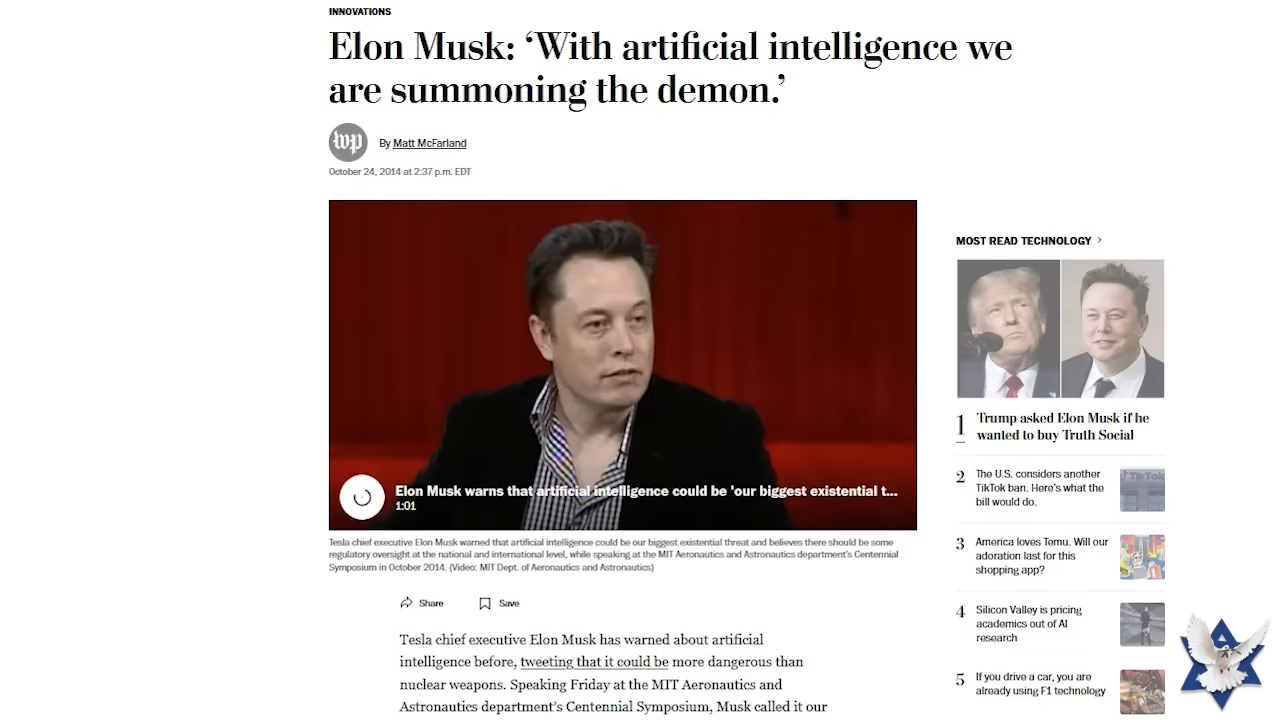 INNOVATIONS
Elon Musk: ‘With artificial intelligence we
are summoning the demon.’
wp
By Matt McFarland
October 24, 2014 at 2:37 p.m. EDT
Elon Musk warns that artificial intelligence could be 'our biggest existential t...
1:01
Tesla chief executive Elon Musk warned that artificial intelligence could be our biggest existential threat and believes there should be some
regulatory oversight at the national and international level, while speaking at the MIT Aeronautics and Astronautics department's Centennial
Symposium in October 2014. (Video: MIT Dept. of Aeronautics and Astronautics)
Share
Save
Tesla chief executive Elon Musk has warned about artificial
intelligence before, tweeting that it could be more dangerous than
nuclear weapons. Speaking Friday at the MIT Aeronautics and
Astronautics department’s Centennial Symposium, Musk called it our
MOST READ TECHNOLOGY >
1
Trump asked Elon Musk if he
wanted to buy Truth Social
2
The U.S. considers another
TikTok ban. Here's what the
bill would do.
TikTok
3
America loves Temu. Will our
adoration last for this
shopping app?
4
Silicon Valley is pricing
academics out of AI
research
5
If you drive a car, you are
already using F1 technology